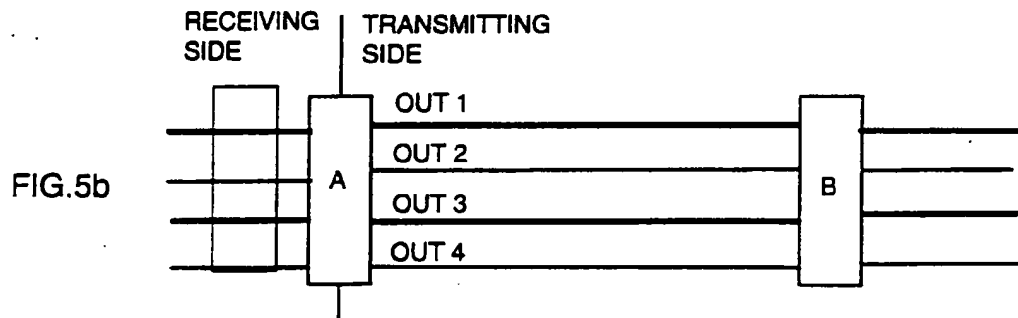 RECEIVING SIDE
TRANSMITTING SIDE
OUT 1
OUT 2
OUT 3
OUT 4
A
B
FIG.5b